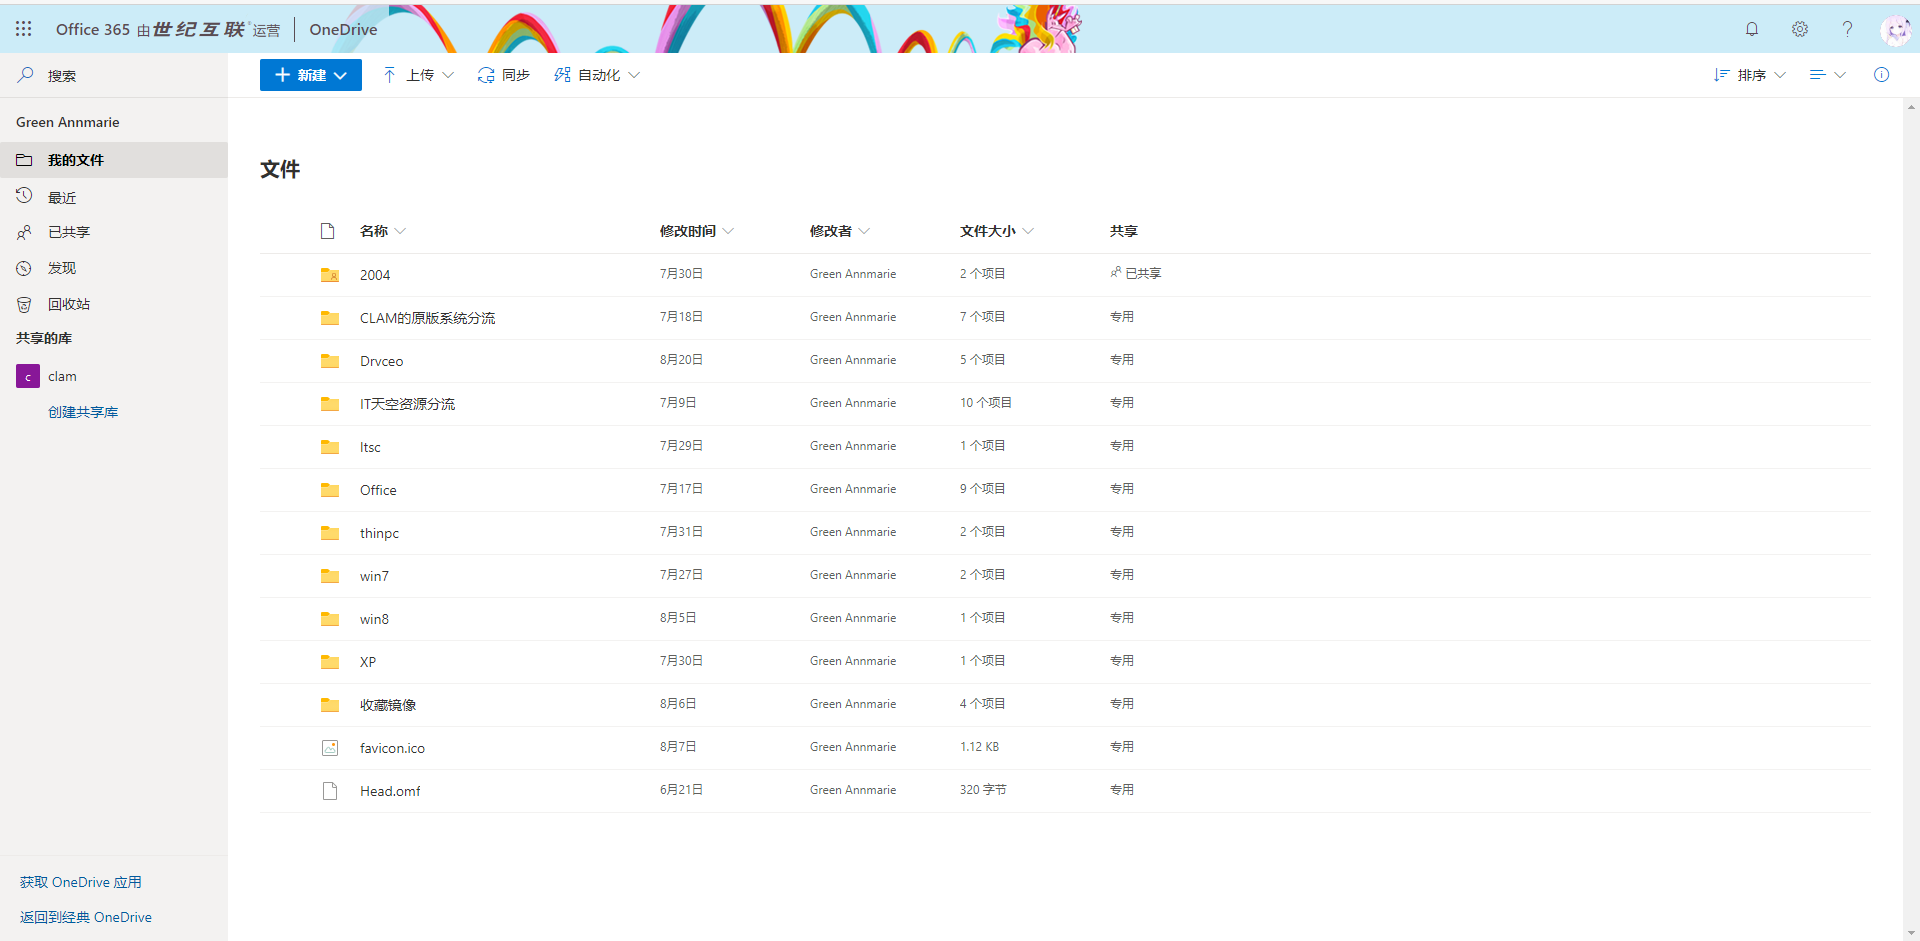 Office 365 由世纪互联运营 OneDrive
搜索
新建 上传 同步 自动化 排序
Green Annmarie
我的文件
最近
已共享
发现
回收站
共享的库
c clam
创建共享库
获取 OneDrive 应用
返回到经典 OneDrive
文件
名称 修改时间 修改者 文件大小 共享
2004 7月30日 Green Annmarie 2 个项目 已共享
CLAM的原版系统分流 7月18日 Green Annmarie 7 个项目 专用
Drvceo 8月20日 Green Annmarie 5 个项目 专用
IT天空资源分流 7月9日 Green Annmarie 10 个项目 专用
ltsc 7月29日 Green Annmarie 1 个项目 专用
Office 7月17日 Green Annmarie 9 个项目 专用
thinpc 7月31日 Green Annmarie 2 个项目 专用
win7 7月27日 Green Annmarie 2 个项目 专用
win8 8月5日 Green Annmarie 1 个项目 专用
XP 7月30日 Green Annmarie 1 个项目 专用
收藏镜像 8月6日 Green Annmarie 4 个项目 专用
favicon.ico 8月7日 Green Annmarie 1.12 KB 专用
Head.omf 6月21日 Green Annmarie 320 字节 专用